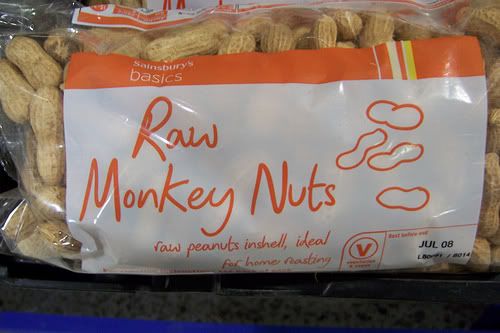 Sainsbury's
basics
Raw
Monkey Nuts
raw peanuts inshell, ideal
for home roasting
V
Best before end
JUL 08